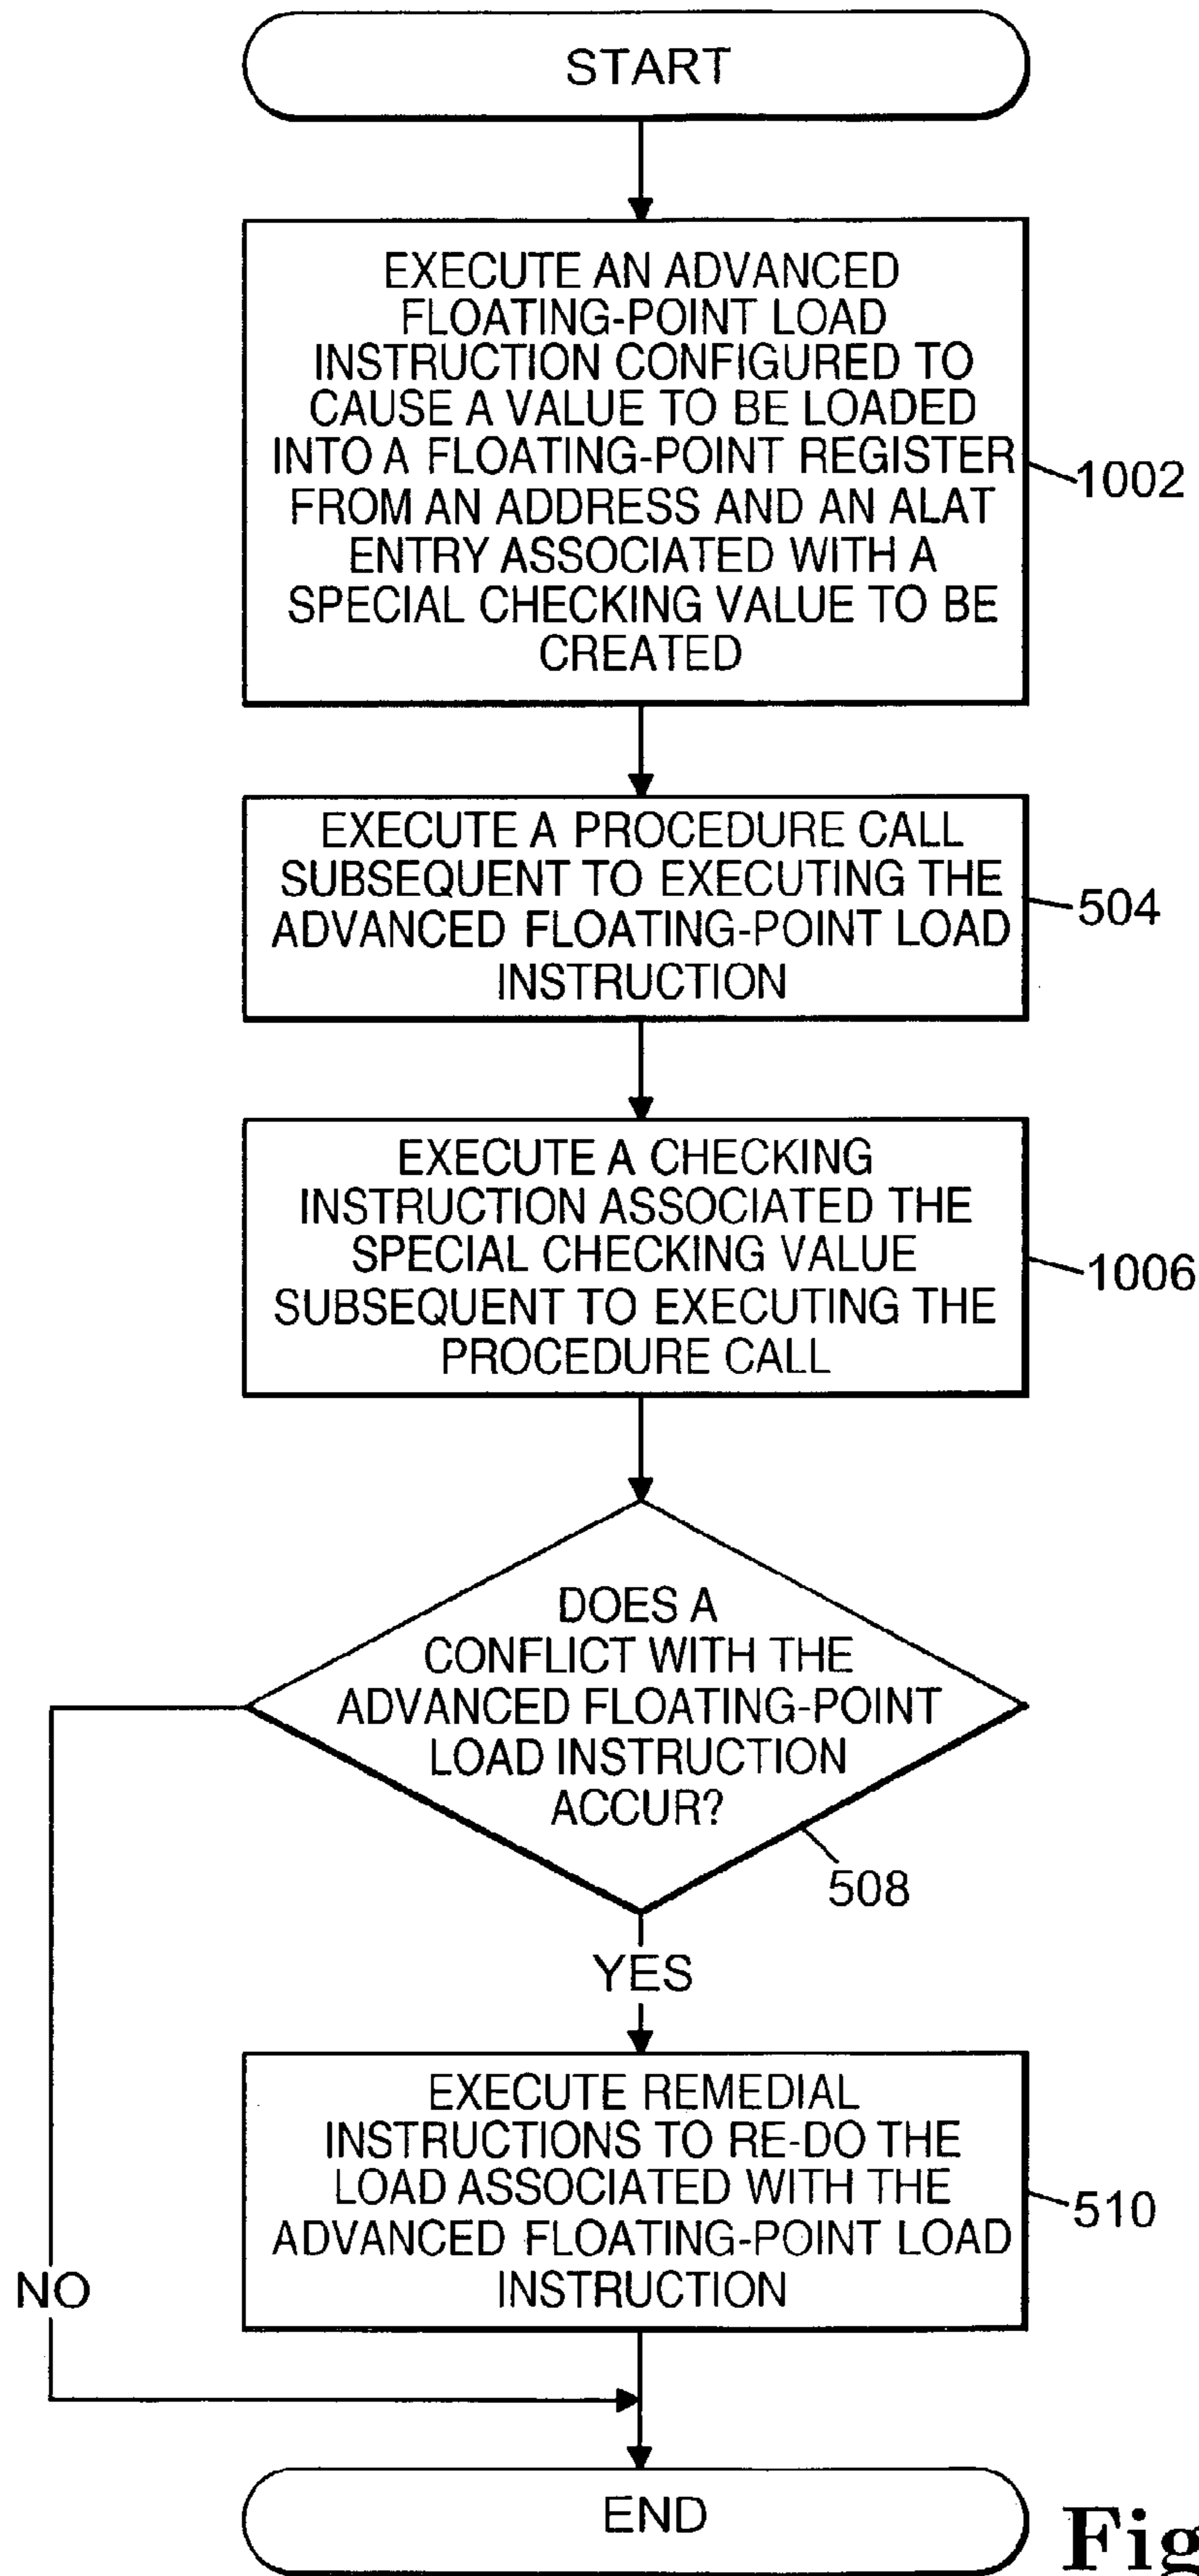 START
EXECUTE AN ADVANCED
FLOATING-POINT LOAD
INSTRUCTION CONFIGURED TO
CAUSE A VALUE TO BE LOADED
INTO A FLOATING-POINT REGISTER
FROM AN ADDRESS AND AN ALAT
ENTRY ASSOCIATED WITH A
SPECIAL CHECKING VALUE TO BE
CREATED
1002
EXECUTE A PROCEDURE CALL
SUBSEQUENT TO EXECUTING THE
ADVANCED FLOATING-POINT LOAD
INSTRUCTION
504
EXECUTE A CHECKING
INSTRUCTION ASSOCIATED THE
SPECIAL CHECKING VALUE
SUBSEQUENT TO EXECUTING THE
PROCEDURE CALL
1006
DOES A
CONFLICT WITH THE
ADVANCED FLOATING-POINT
LOAD INSTRUCTION
ACCUR?
508
YES
EXECUTE REMEDIAL
INSTRUCTIONS TO RE-DO THE
LOAD ASSOCIATED WITH THE
ADVANCED FLOATING-POINT LOAD
INSTRUCTION
510
NO
END
Fig